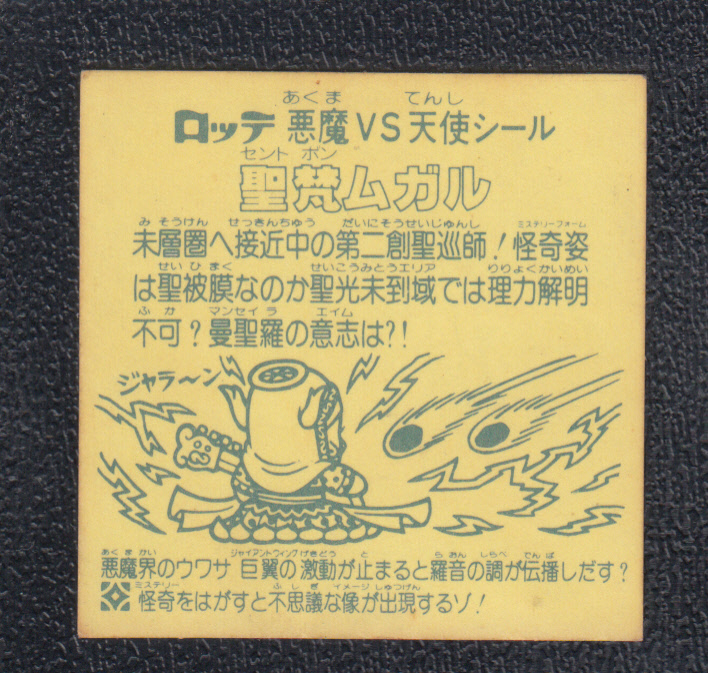 あくま てんし
ロッテ 悪魔VS天使シール
セント ボン
聖梵ムガル
みそうけん せっきんちゅう だいにそうせいじゅんし ミステリーフォーム
未層圏へ接近中の第二創聖巡師！怪奇姿
せいひまく せいこうみとうエリア りりょくかいめい
は聖被膜なのか聖光未到域では理力解明
ふか マンセイラ エイム
不可？曼聖羅の意志は？！
ジャラ〜ン
あくまかい ジャイアントウィング げきどう と らおん しらべ でんぱ
悪魔界のウワサ 巨翼の激動が止まると羅音の調が伝播しだす？
ミステリー ふしぎ イメージ しゅつげん
怪奇をはがすと不思議な像が出現するゾ！